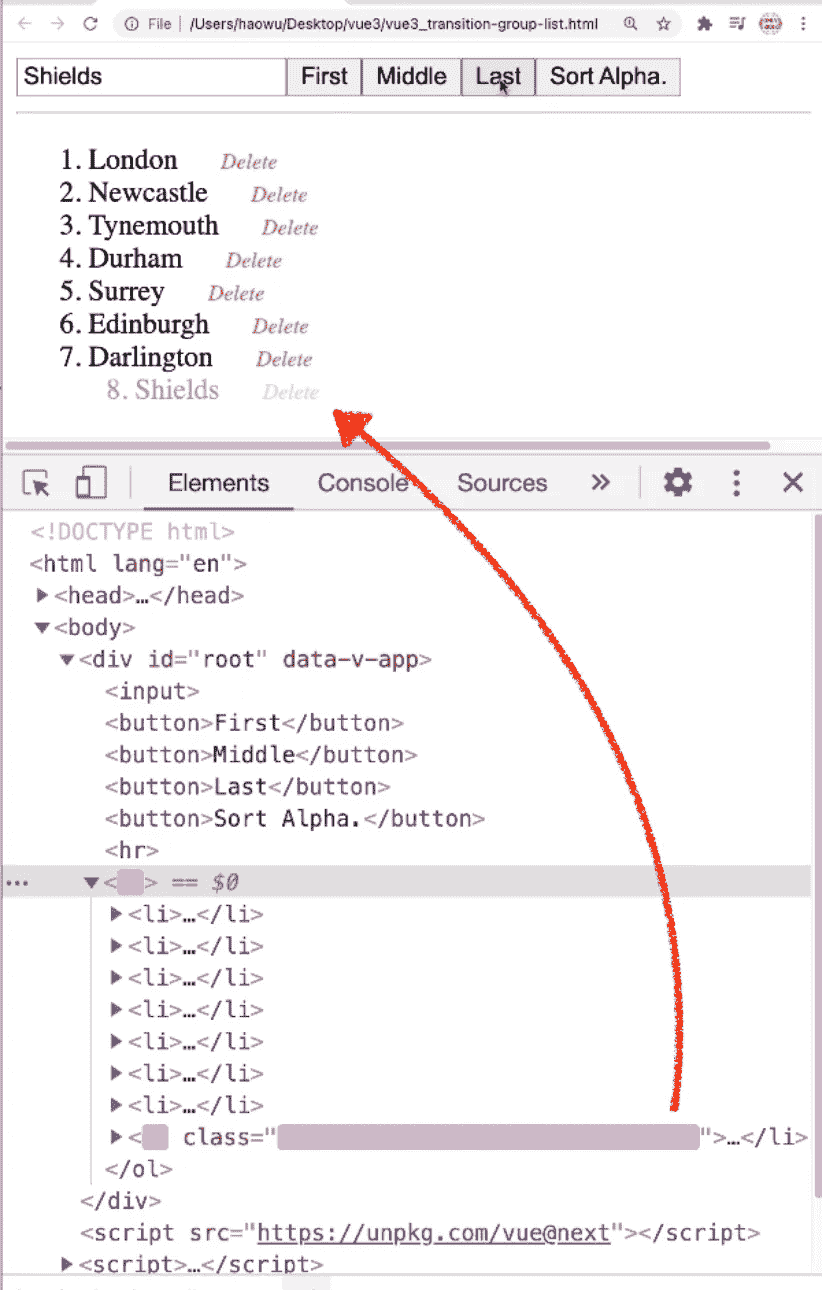 File | /Users/haowu/Desktop/vue3/vue3_transition-group-list.html
Shields First Middle Last Sort Alpha.
1. London Delete
2. Newcastle Delete
3. Tynemouth Delete
4. Durham Delete
5. Surrey Delete
6. Edinburgh Delete
7. Darlington Delete
8. Shields Delete
Elements Console Sources »
<!DOCTYPE html>
<html lang="en">
▶<head>…</head>
▼<body>
▼<div id="root" data-v-app>
<input>
<button>First</button>
<button>Middle</button>
<button>Last</button>
<button>Sort Alpha.</button>
<hr>
… ▼< > == $0
▶<li>…</li>
▶<li>…</li>
▶<li>…</li>
▶<li>…</li>
▶<li>…</li>
▶<li>…</li>
▶<li>…</li>
▶< class=" ">…</li>
</ol>
</div>
<script src="https://unpkg.com/vue@next"></script>
▶<script>…</script>